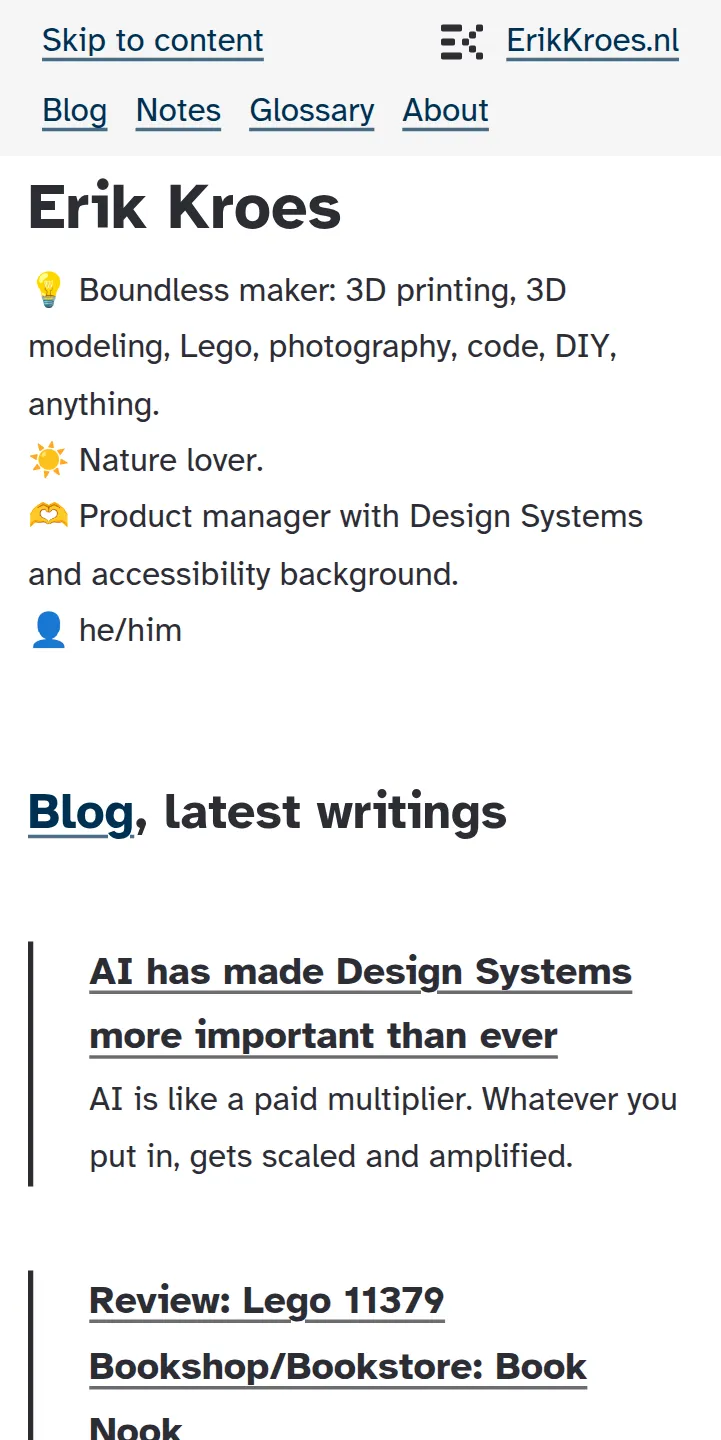 Skip to content
ErikKroes.nl
Blog Notes Glossary About
Erik Kroes
💡 Boundless maker: 3D printing, 3D
modeling, Lego, photography, code, DIY,
anything.
☀️ Nature lover.
🫶 Product manager with Design Systems
and accessibility background.
👤 he/him
Blog, latest writings
AI has made Design Systems
more important than ever
AI is like a paid multiplier. Whatever you
put in, gets scaled and amplified.
Review: Lego 11379
Bookshop/Bookstore: Book
Nook